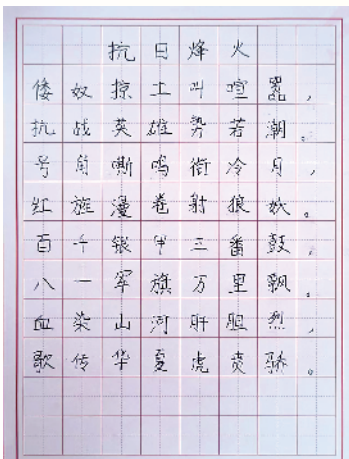 抗日烽火
倭奴掠土叫喧嚣，
抗战英雄势若潮。
号角嘶鸣衔冷月，
红旌漫卷射狼妖。
百千银甲三番鼓，
八一军旗万里飘。
血染山河肝胆烈，
歌传华夏虎贲骄。